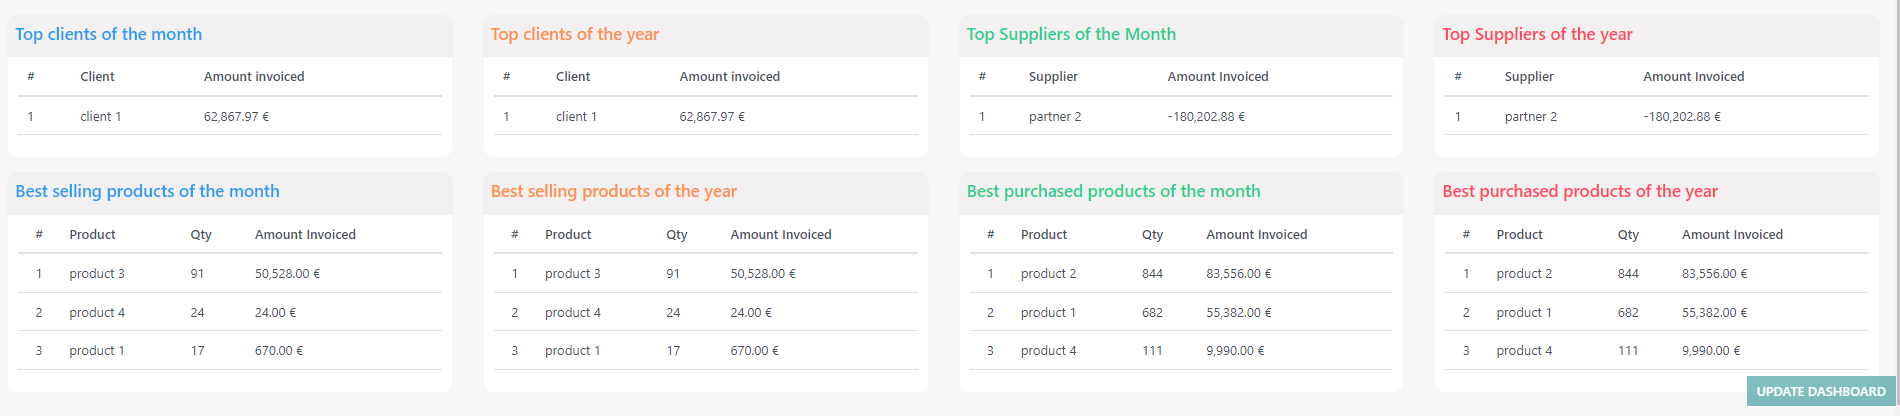 Top clients of the month
# Client Amount invoiced
1 client 1 62,867.97 €
Top clients of the year
# Client Amount invoiced
1 client 1 62,867.97 €
Top Suppliers of the Month
# Supplier Amount Invoiced
1 partner 2 -180,202.88 €
Top Suppliers of the year
# Supplier Amount Invoiced
1 partner 2 -180,202.88 €
Best selling products of the month
# Product Qty Amount Invoiced
1 product 3 91 50,528.00 €
2 product 4 24 24.00 €
3 product 1 17 670.00 €
Best selling products of the year
# Product Qty Amount Invoiced
1 product 3 91 50,528.00 €
2 product 4 24 24.00 €
3 product 1 17 670.00 €
Best purchased products of the month
# Product Qty Amount Invoiced
1 product 2 844 83,556.00 €
2 product 1 682 55,382.00 €
3 product 4 111 9,990.00 €
Best purchased products of the year
# Product Qty Amount Invoiced
1 product 2 844 83,556.00 €
2 product 1 682 55,382.00 €
3 product 4 111 9,990.00 €
UPDATE DASHBOARD